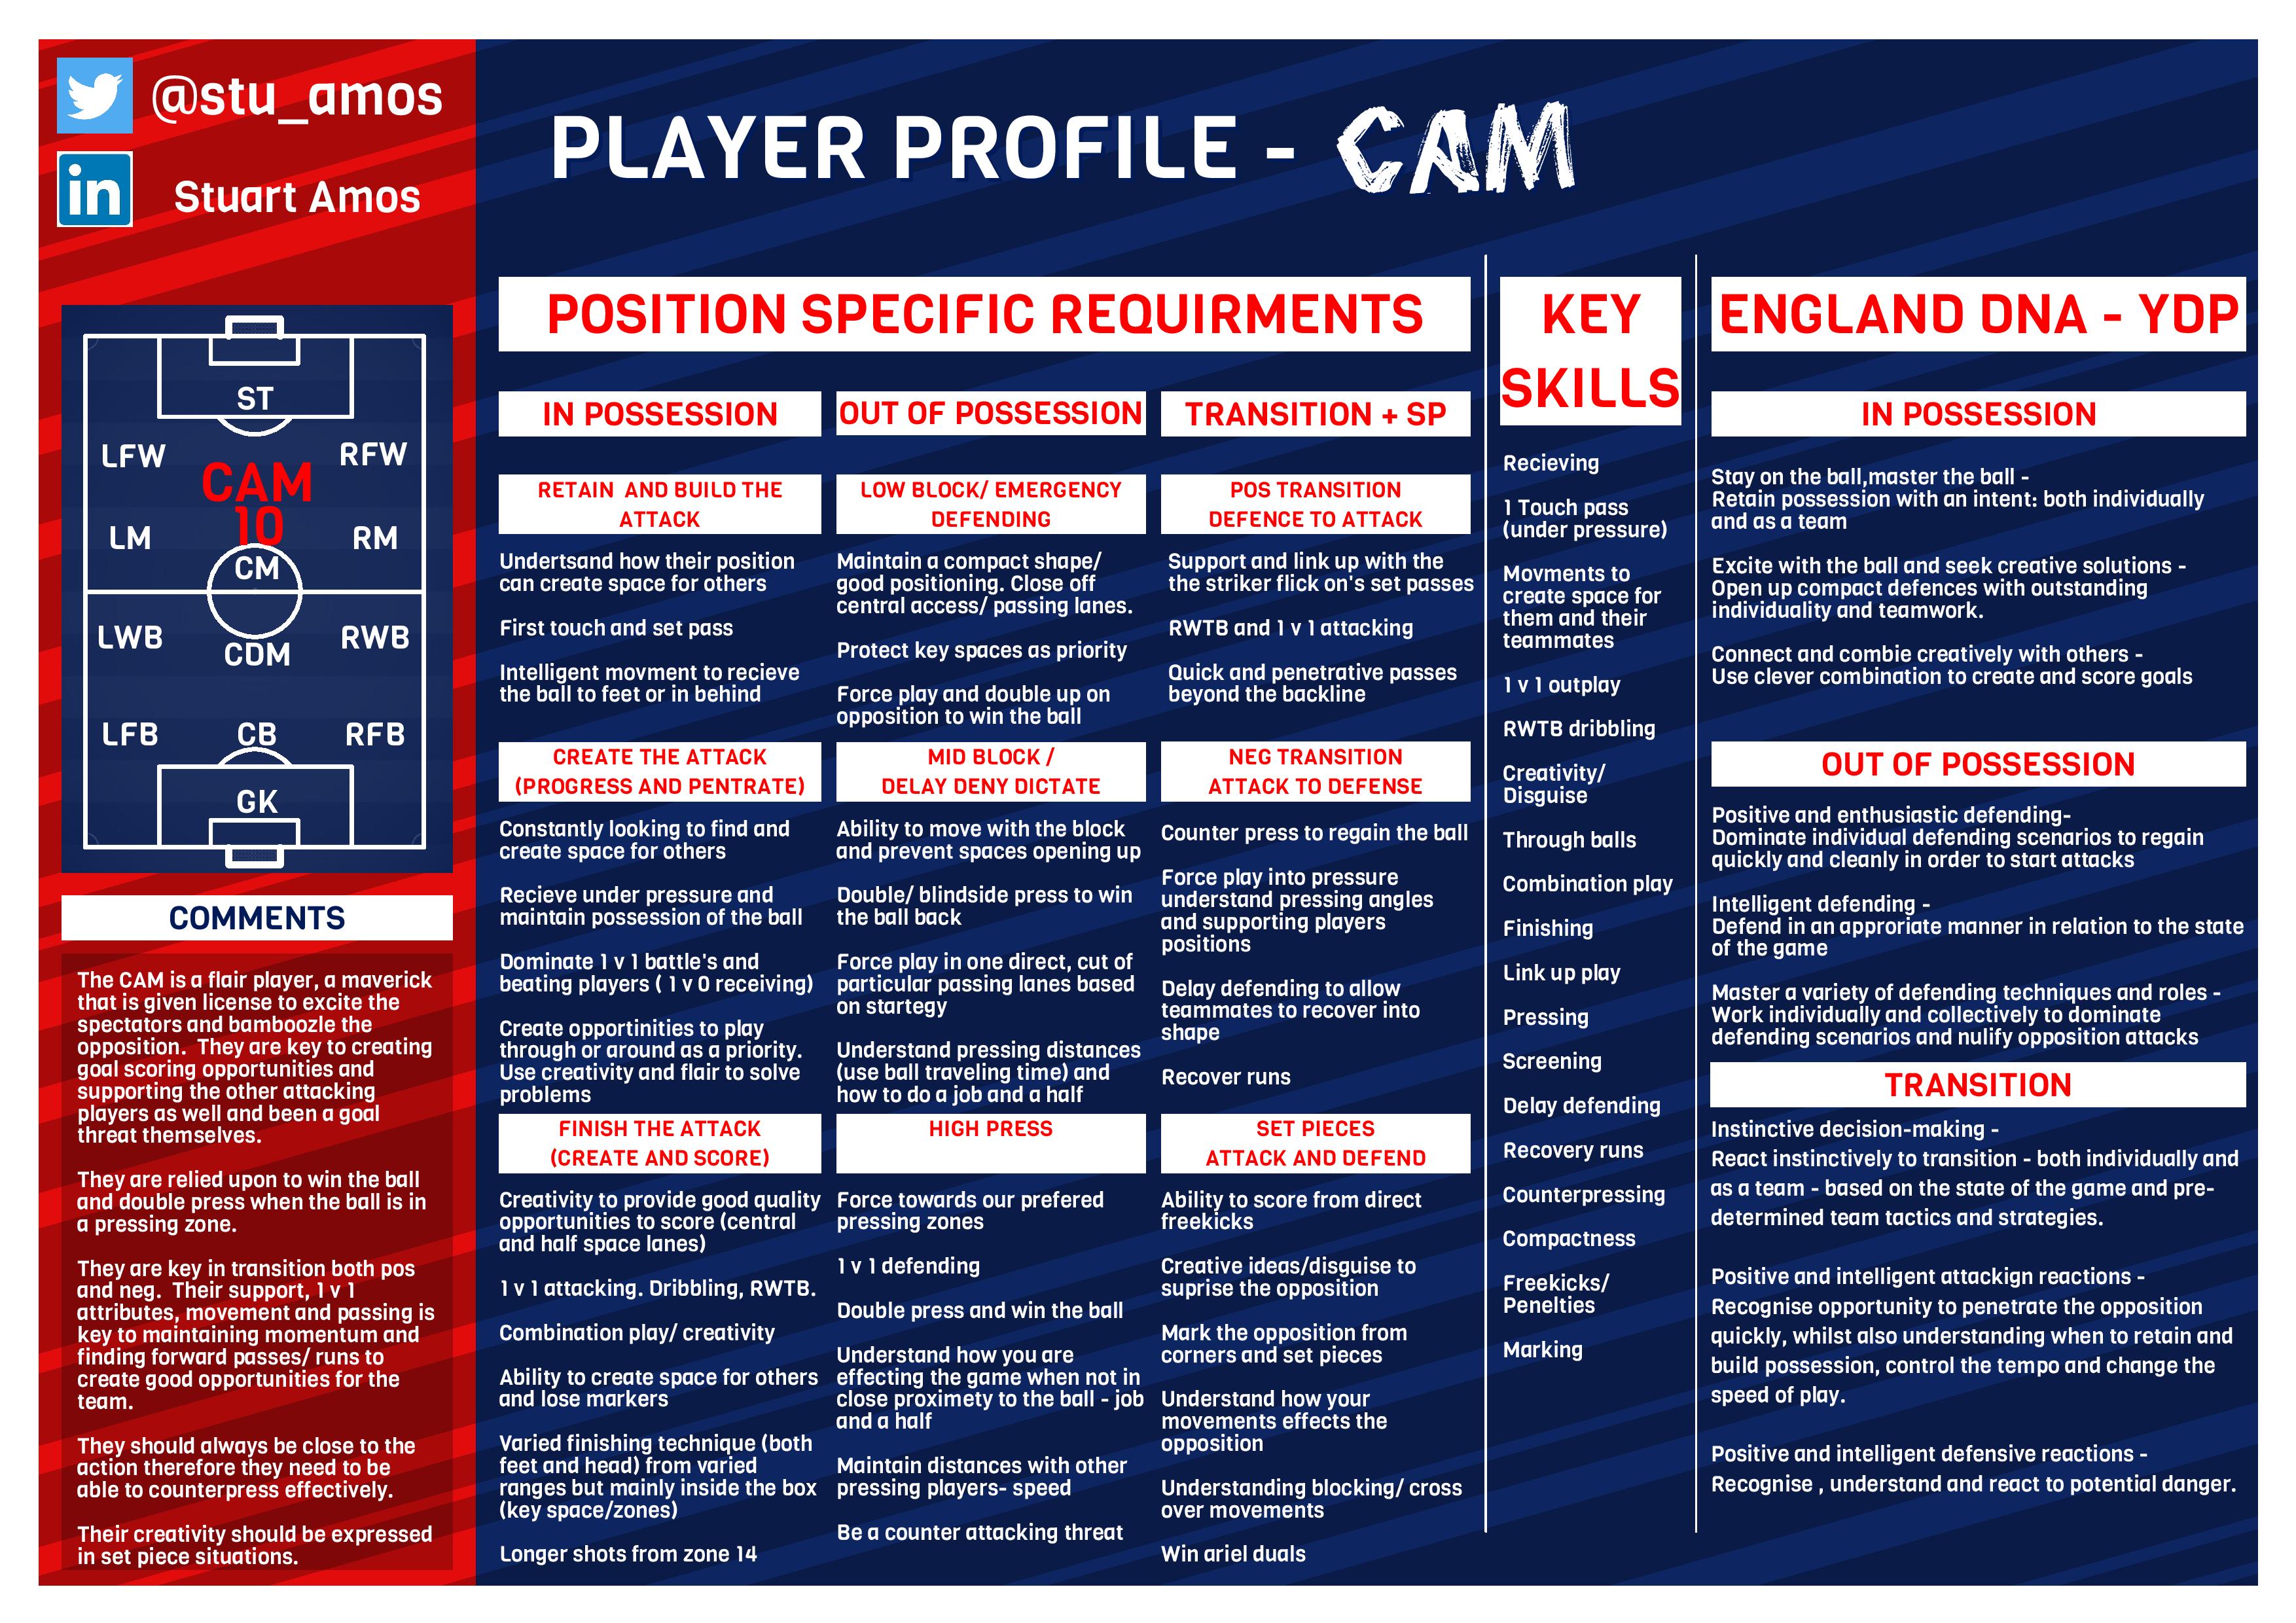 @stu_amos
in
Stuart Amos
PLAYER PROFILE - CAM
ST
LFW
RFW
CAM
10
LM
RM
CM
LWB
RWB
CDM
LFB
CB
RFB
GK
COMMENTS
The CAM is a flair player, a maverick
that is given license to excite the
spectators and bamboozle the
opposition.  They are key to creating
goal scoring opportunities and
supporting the other attacking
players as well and been a goal
threat themselves.
They are relied upon to win the ball
and double press when the ball is in
a pressing zone.
They are key in transition both pos
and neg.  Their support, 1 v 1
attributes, movement and passing is
key to maintaining momentum and
finding forward passes/ runs to
create good opportunities for the
team.
They should always be close to the
action therefore they need to be
able to counterpress effectively.
Their creativity should be expressed
in set piece situations.
POSITION SPECIFIC REQUIRMENTS
IN POSSESSION
RETAIN  AND BUILD THE
ATTACK
Undertsand how their position
can create space for others
First touch and set pass
Intelligent movment to recieve
the ball to feet or in behind
CREATE THE ATTACK
(PROGRESS AND PENTRATE)
Constantly looking to find and
create space for others
Recieve under pressure and
maintain possession of the ball
Dominate 1 v 1 battle's and
beating players ( 1 v 0 receiving)
Create opportinities to play
through or around as a priority.
Use creativity and flair to solve
problems
FINISH THE ATTACK
(CREATE AND SCORE)
Creativity to provide good quality
opportunities to score (central
and half space lanes)
1 v 1 attacking. Dribbling, RWTB.
Combination play/ creativity
Ability to create space for others
and lose markers
Varied finishing technique (both
feet and head) from varied
ranges but mainly inside the box
(key space/zones)
Longer shots from zone 14
OUT OF POSSESSION
LOW BLOCK/ EMERGENCY
DEFENDING
Maintain a compact shape/
good positioning. Close off
central access/ passing lanes.
Protect key spaces as priority
Force play and double up on
opposition to win the ball
MID BLOCK /
DELAY DENY DICTATE
Ability to move with the block
and prevent spaces opening up
Double/ blindside press to win
the ball back
Force play in one direct, cut of
particular passing lanes based
on startegy
Understand pressing distances
(use ball traveling time) and
how to do a job and a half
HIGH PRESS
Force towards our prefered
pressing zones
1 v 1 defending
Double press and win the ball
Understand how you are
effecting the game when not in
close proximety to the ball - job
and a half
Maintain distances with other
pressing players- speed
Be a counter attacking threat
TRANSITION + SP
POS TRANSITION
DEFENCE TO ATTACK
Support and link up with the
the striker flick on's set passes
RWTB and 1 v 1 attacking
Quick and penetrative passes
beyond the backline
NEG TRANSITION
ATTACK TO DEFENSE
Counter press to regain the ball
Force play into pressure
understand pressing angles
and supporting players
positions
Delay defending to allow
teammates to recover into
shape
Recover runs
SET PIECES
ATTACK AND DEFEND
Ability to score from direct
freekicks
Creative ideas/disguise to
suprise the opposition
Mark the opposition from
corners and set pieces
Understand how your
movements effects the
opposition
Understanding blocking/ cross
over movements
Win ariel duals
KEY
SKILLS
Recieving
1 Touch pass
(under pressure)
Movments to
create space for
them and their
teammates
1 v 1 outplay
RWTB dribbling
Creativity/
Disguise
Through balls
Combination play
Finishing
Link up play
Pressing
Screening
Delay defending
Recovery runs
Counterpressing
Compactness
Freekicks/
Penelties
Marking
ENGLAND DNA - YDP
IN POSSESSION
Stay on the ball,master the ball -
Retain possession with an intent: both individually
and as a team
Excite with the ball and seek creative solutions -
Open up compact defences with outstanding
individuality and teamwork.
Connect and combie creatively with others -
Use clever combination to create and score goals
OUT OF POSSESSION
Positive and enthusiastic defending-
Dominate individual defending scenarios to regain
quickly and cleanly in order to start attacks
Intelligent defending -
Defend in an approriate manner in relation to the state
of the game
Master a variety of defending techniques and roles -
Work individually and collectively to dominate
defending scenarios and nulify opposition attacks
TRANSITION
Instinctive decision-making -
React instinctively to transition - both individually and
as a team - based on the state of the game and pre-
determined team tactics and strategies.
Positive and intelligent attackign reactions -
Recognise opportunity to penetrate the opposition
quickly, whilst also understanding when to retain and
build possession, control the tempo and change the
speed of play.
Positive and intelligent defensive reactions -
Recognise , understand and react to potential danger.